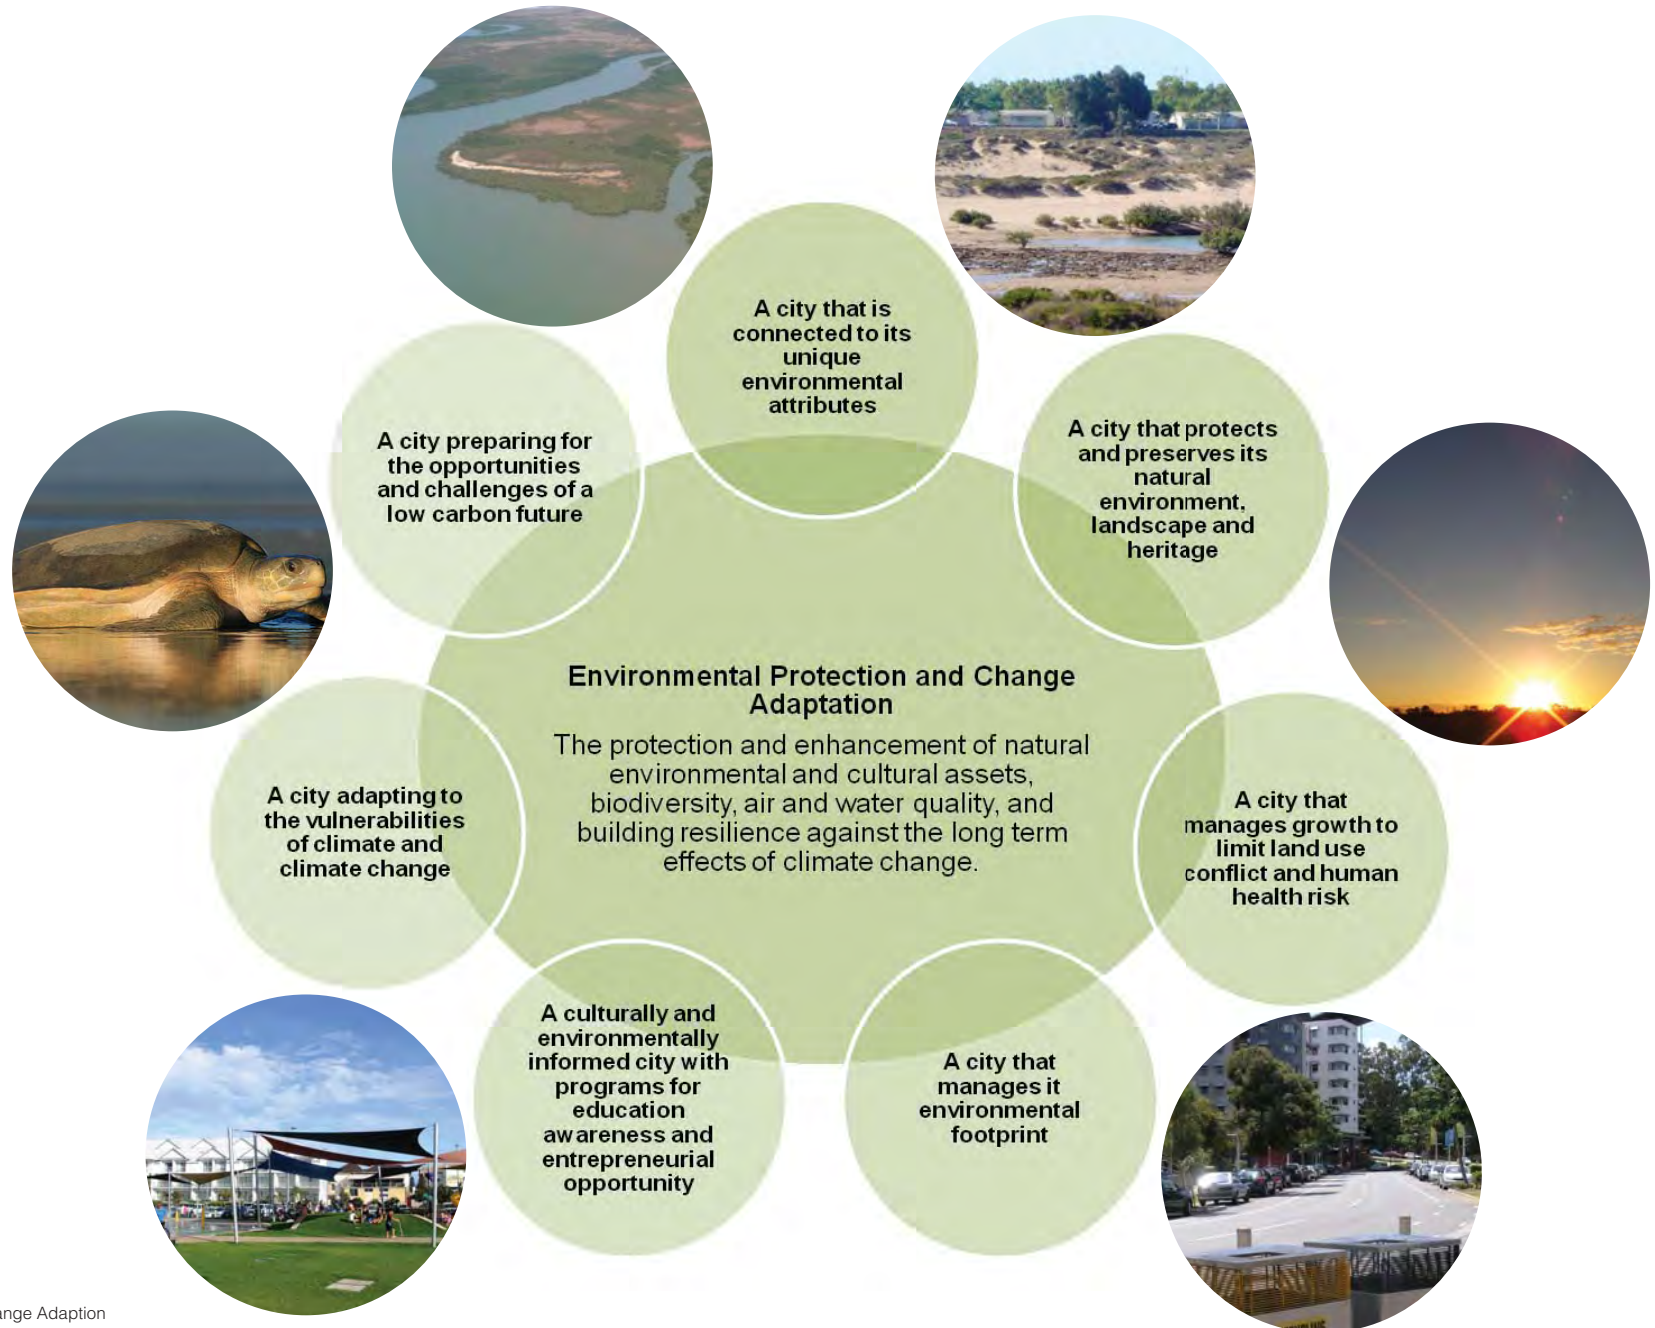 A city that is
connected to its
unique
environmental
attributes
A city that protects
and preserves its
natural
environment,
landscape and
heritage
A city preparing for
the opportunities
and challenges of a
low carbon future
Environmental Protection and Change
Adaptation
The protection and enhancement of natural
environmental and cultural assets,
biodiversity, air and water quality, and
building resilience against the long term
effects of climate change.
A city that
manages growth to
limit land use
conflict and human
health risk
A city adapting to
the vulnerabilities
of climate and
climate change
A culturally and
environmentally
informed city with
programs for
education
awareness and
entrepreneurial
opportunity
A city that
manages it
environmental
footprint
ange Adaption